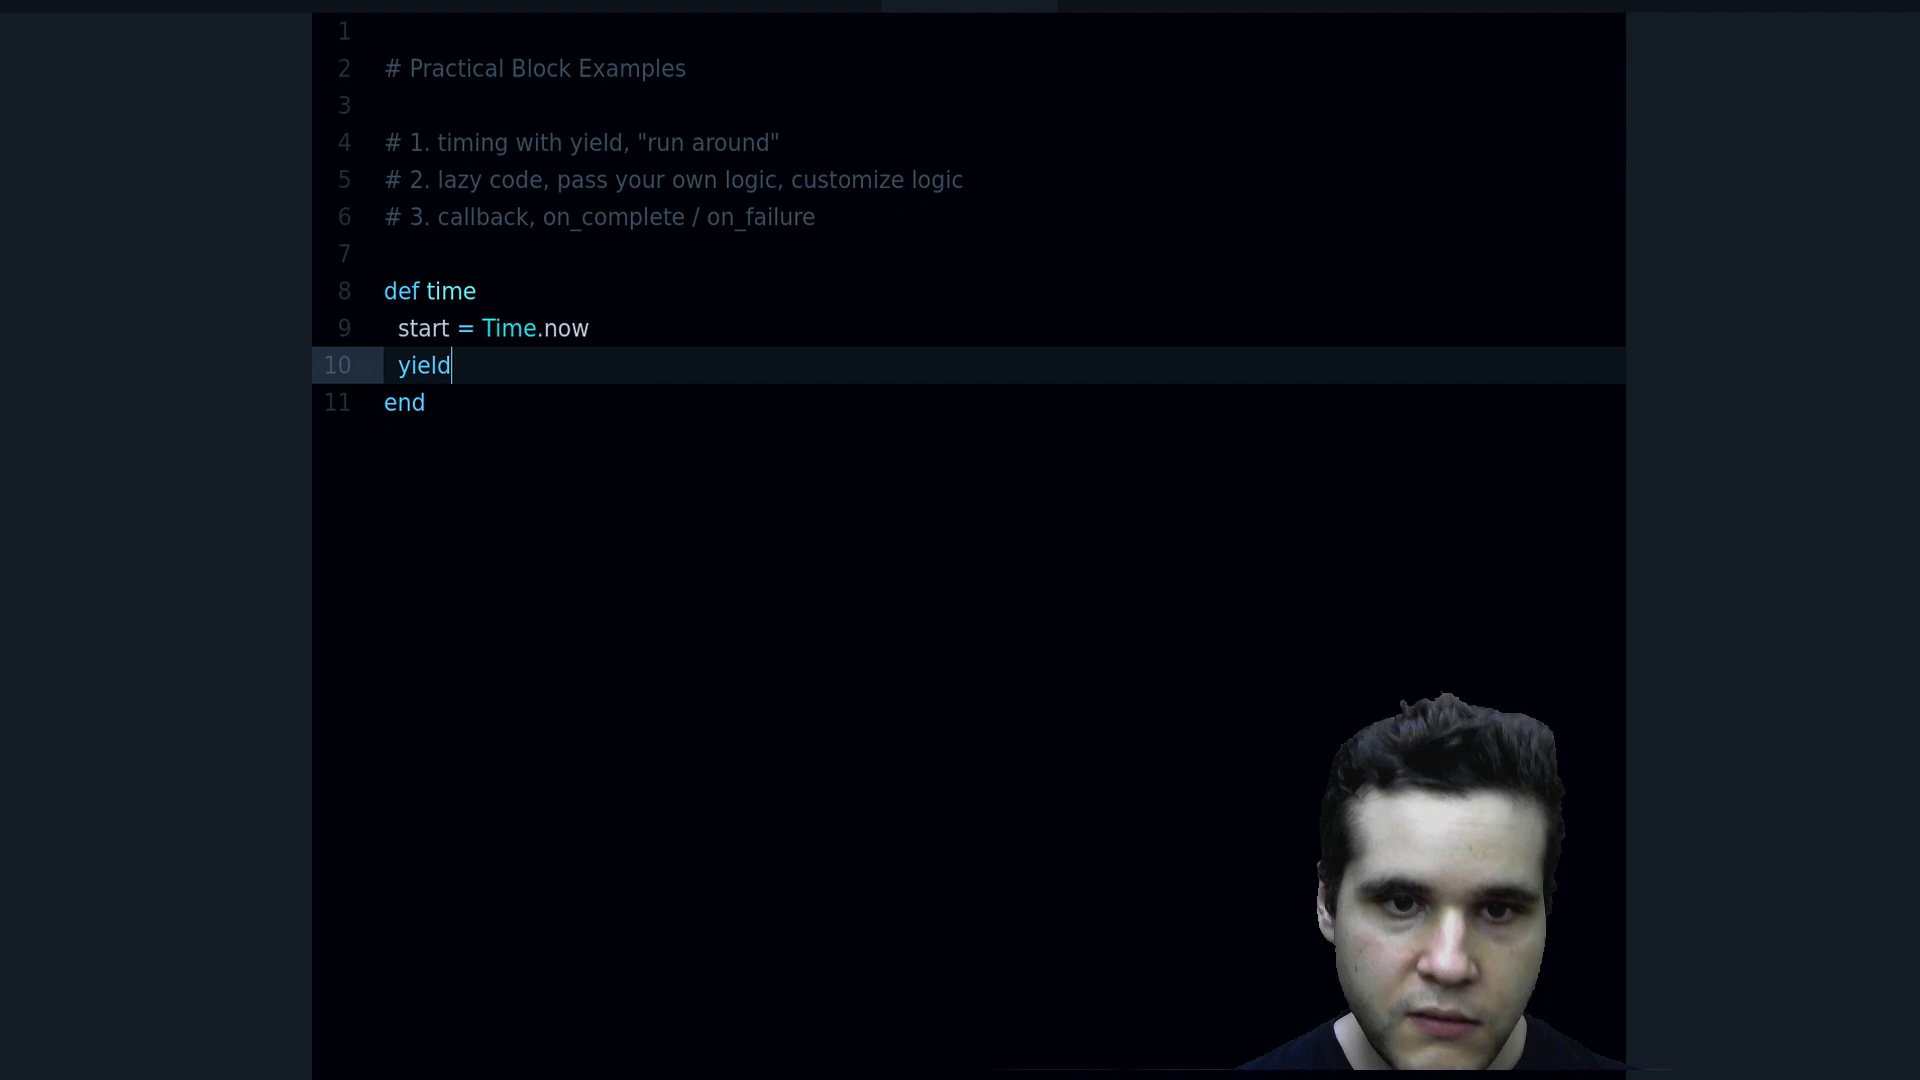 1
2 # Practical Block Examples
3
4 # 1. timing with yield, "run around"
5 # 2. lazy code, pass your own logic, customize logic
6 # 3. callback, on_complete / on_failure
7
8 def time
9 start = Time.now
10 yield
11 end